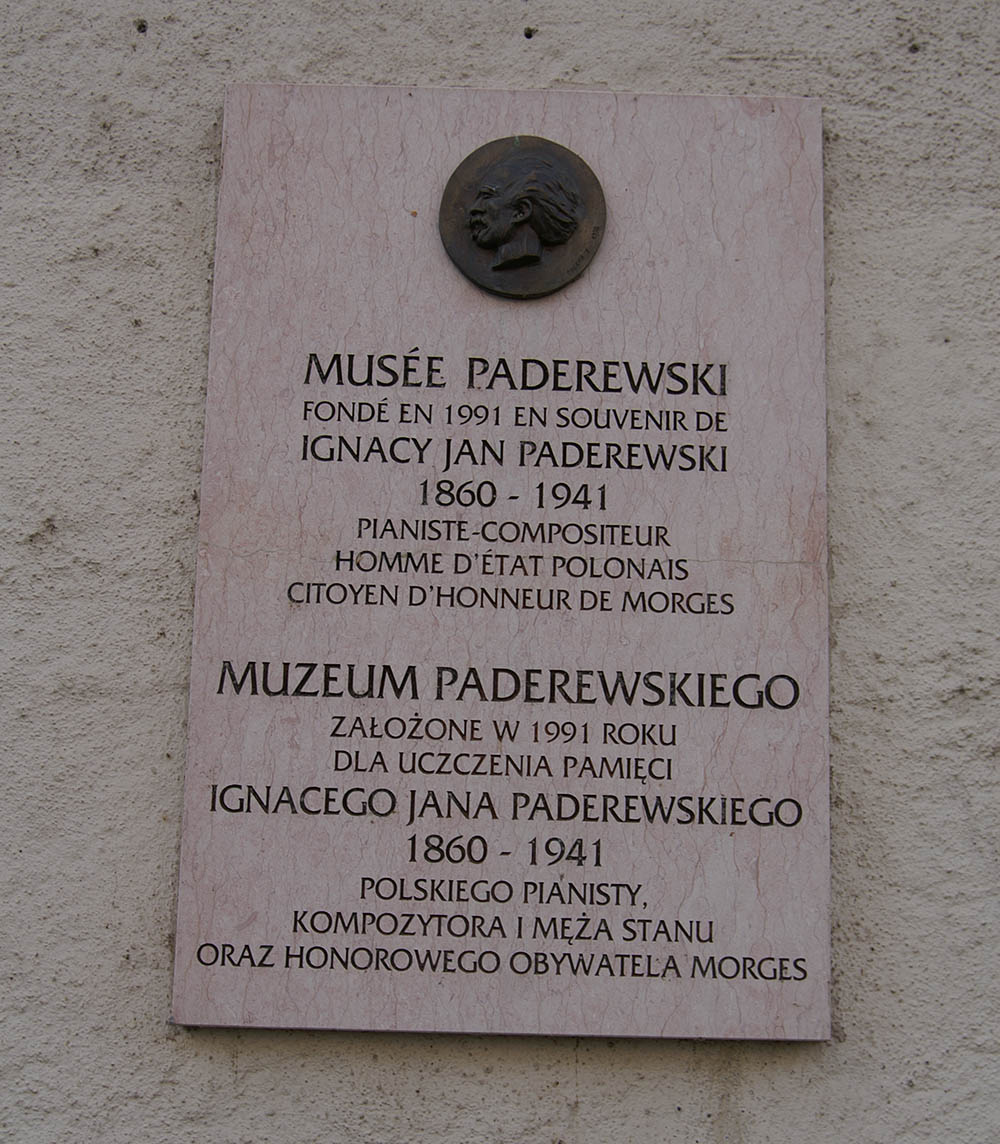 MUSÉE PADEREWSKI
FONDÉ EN 1991 EN SOUVENIR DE
IGNACY JAN PADEREWSKI
1860 - 1941
PIANISTE-COMPOSITEUR
HOMME D'ÉTAT POLONAIS
CITOYEN D'HONNEUR DE MORGES
MUZEUM PADEREWSKIEGO
ZAŁOŻONE W 1991 ROKU
DLA UCZCZENIA PAMIĘCI
IGNACEGO JANA PADEREWSKIEGO
1860 - 1941
POLSKIEGO PIANISTY,
KOMPOZYTORA I MĘŻA STANU
ORAZ HONOROWEGO OBYWATELA MORGES